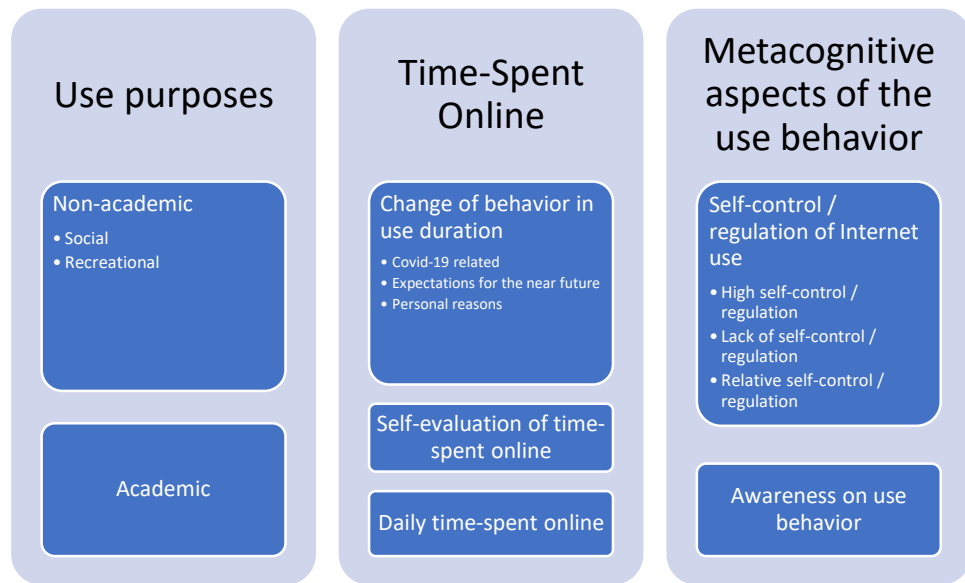 Use purposes
Non-academic
• Social
• Recreational
Academic
Time-Spent
Online
Change of behavior in
use duration
• Covid-19 related
• Expectations for the near future
• Personal reasons
Self-evaluation of time-
spent online
Daily time-spent online
Metacognitive
aspects of the
use behavior
Self-control /
regulation of Internet
use
• High self-control /
regulation
• Lack of self-control /
regulation
• Relative self-control /
regulation
Awareness on use
behavior